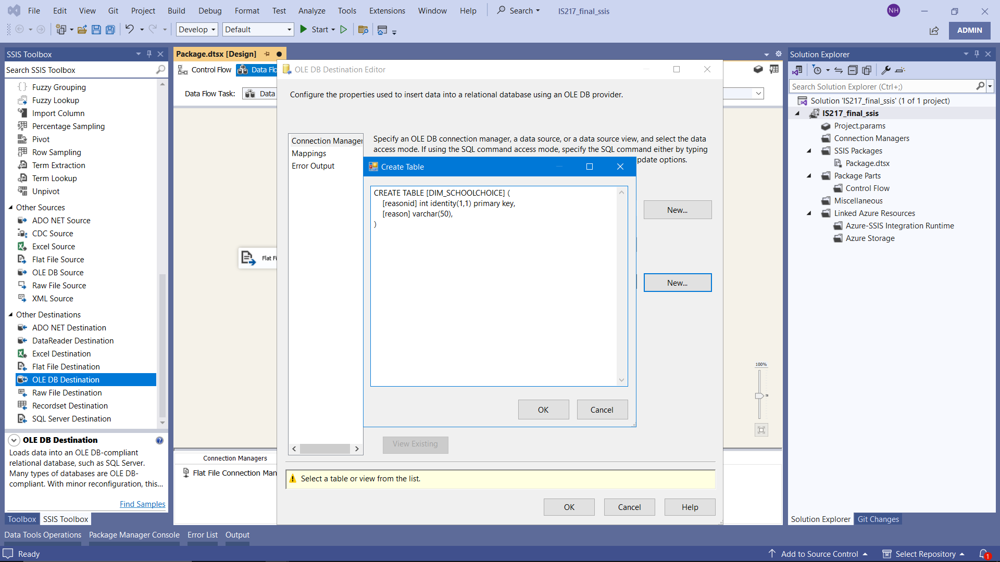 File Edit View Git Project Build Debug Format Test Analyze Tools Extensions Window Help Search IS217_final_ssis NH
Develop Default Start ADMIN
SSIS Toolbox
Search SSIS Toolbox
Fuzzy Grouping
Fuzzy Lookup
Import Column
Percentage Sampling
Pivot
Row Sampling
Term Extraction
Term Lookup
Unpivot
Other Sources
ADO NET Source
CDC Source
Excel Source
Flat File Source
OLE DB Source
Raw File Source
XML Source
Other Destinations
ADO NET Destination
DataReader Destination
Excel Destination
Flat File Destination
OLE DB Destination
Raw File Destination
Recordset Destination
SQL Server Destination
OLE DB Destination
Loads data into an OLE DB-compliant
relational database, such as SQL Server.
Many types of databases are OLE DB-
compliant. With minor reconfiguration, this...
Find Samples
Toolbox SSIS Toolbox
Package.dtsx [Design]
Control Flow Data Flo
Data Flow Task: Data
Flat Fi
100%
Connection Managers
Flat File Connection Man
OLE DB Destination Editor
Configure the properties used to insert data into a relational database using an OLE DB provider.
Connection Manager
Mappings
Error Output
Specify an OLE DB connection manager, a data source, or a data source view, and select the data
access mode. If using the SQL command access mode, specify the SQL command either by typing
pdate options.
New...
New...
View Existing
Select a table or view from the list.
OK Cancel Help
Create Table
CREATE TABLE [DIM_SCHOOLCHOICE] (
[reasonid] int identity(1,1) primary key,
[reason] varchar(50),
)
OK Cancel
Solution Explorer
Search Solution Explorer (Ctrl+;)
Solution 'IS217_final_ssis' (1 of 1 project)
IS217_final_ssis
Project.params
Connection Managers
SSIS Packages
Package.dtsx
Package Parts
Control Flow
Miscellaneous
Linked Azure Resources
Azure-SSIS Integration Runtime
Azure Storage
Solution Explorer Git Changes
Data Tools Operations Package Manager Console Error List Output
Ready Add to Source Control Select Repository 1